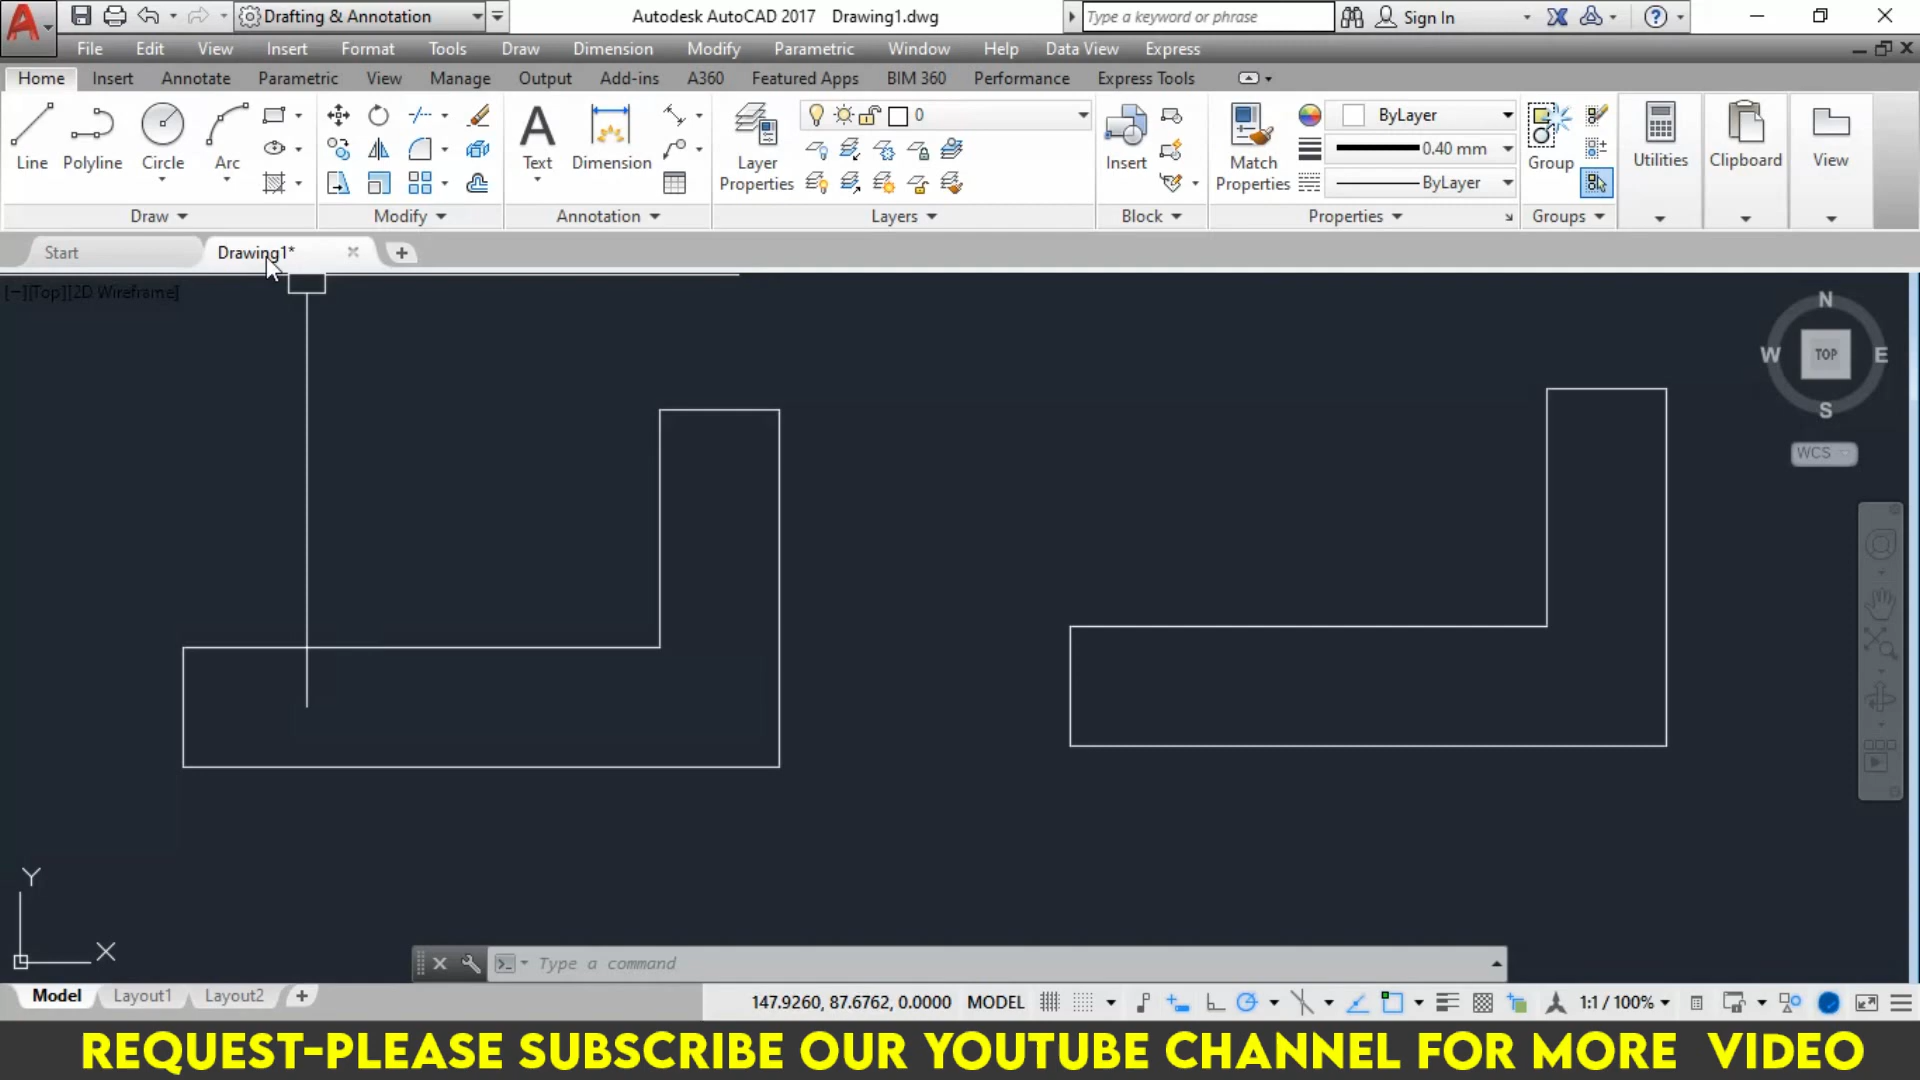 Drafting & Annotation
Autodesk AutoCAD 2017 Drawing1.dwg
Type a keyword or phrase
Sign In
File Edit View Insert Format Tools Draw Dimension Modify Parametric Window Help Data View Express
Home Insert Annotate Parametric View Manage Output Add-ins A360 Featured Apps BIM 360 Performance Express Tools
0
ByLayer
0.40 mm
ByLayer
Line Polyline Circle Arc
Text Dimension
Layer
Properties
Insert
Match
Properties
Group
Utilities Clipboard View
Draw Modify Annotation Layers Block Properties Groups
Start Drawing1*
[−][Top][2D Wireframe]
N
W TOP E
S
WCS
Y
X
Type a command
Model Layout1 Layout2
147.9260, 87.6762, 0.0000 MODEL
1:1 / 100%
REQUEST-PLEASE SUBSCRIBE OUR YOUTUBE CHANNEL FOR MORE VIDEO